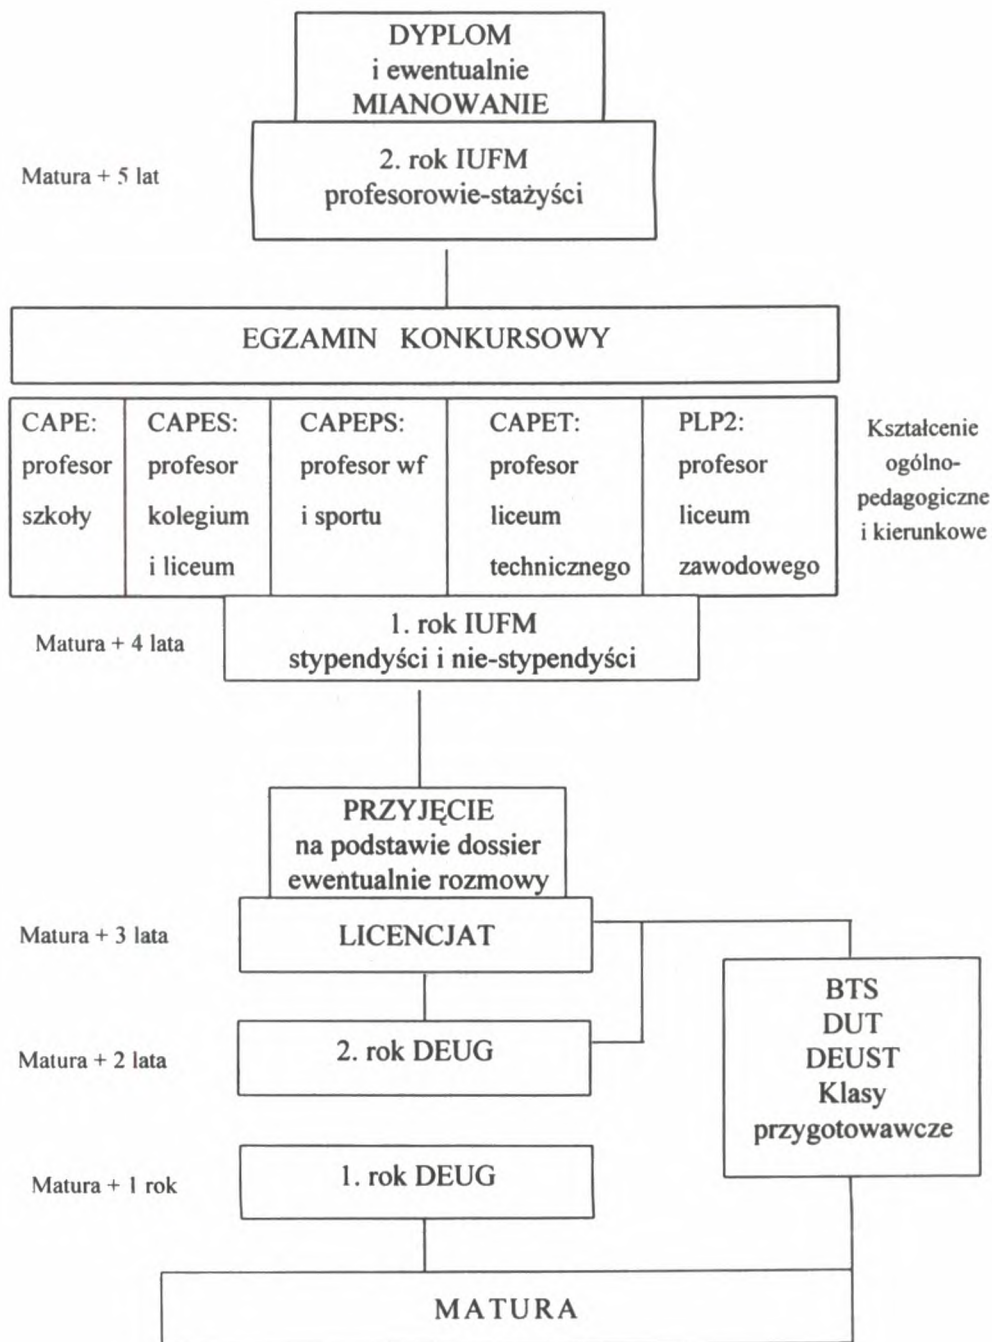 DYPLOM
i ewentualnie
MIANOWANIE
Matura + 5 lat
2. rok IUFM
profesorowie-stażyści
EGZAMIN KONKURSOWY
CAPE:
profesor
szkoły
CAPES:
profesor
kolegium
i liceum
CAPEPS:
profesor wf
i sportu
CAPET:
profesor
liceum
technicznego
PLP2:
profesor
liceum
zawodowego
Kształcenie
ogólno-
pedagogiczne
i kierunkowe
Matura + 4 lata
1. rok IUFM
stypendyści i nie-stypendyści
PRZYJĘCIE
na podstawie dossier
ewentualnie rozmowy
Matura + 3 lata
LICENCJAT
BTS
DUT
DEUST
Klasy
przygotowawcze
Matura + 2 lata
2. rok DEUG
Matura + 1 rok
1. rok DEUG
MATURA